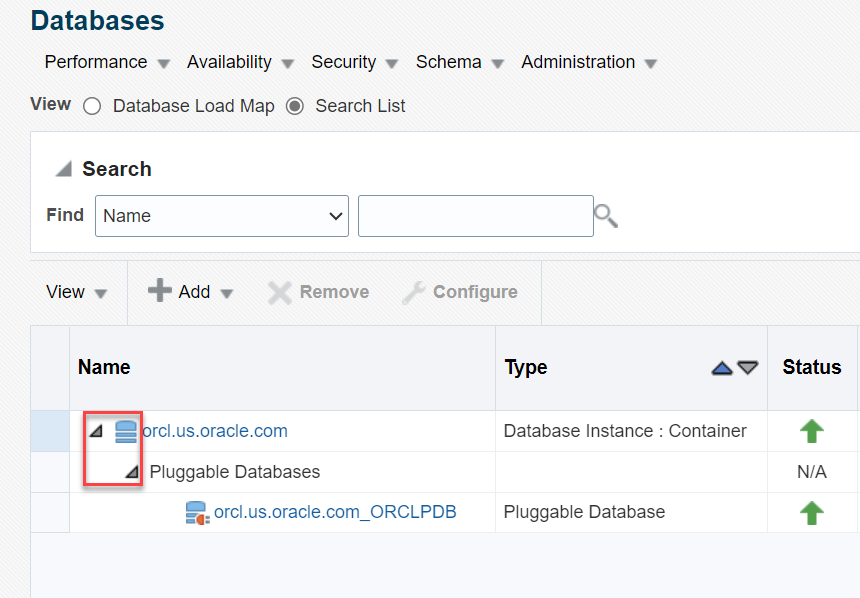 Databases
Performance Availability Security Schema Administration
View Database Load Map Search List
Search
Find Name
View Add Remove Configure
Name Type Status
orcl.us.oracle.com Database Instance : Container
Pluggable Databases N/A
orcl.us.oracle.com_ORCLPDB Pluggable Database